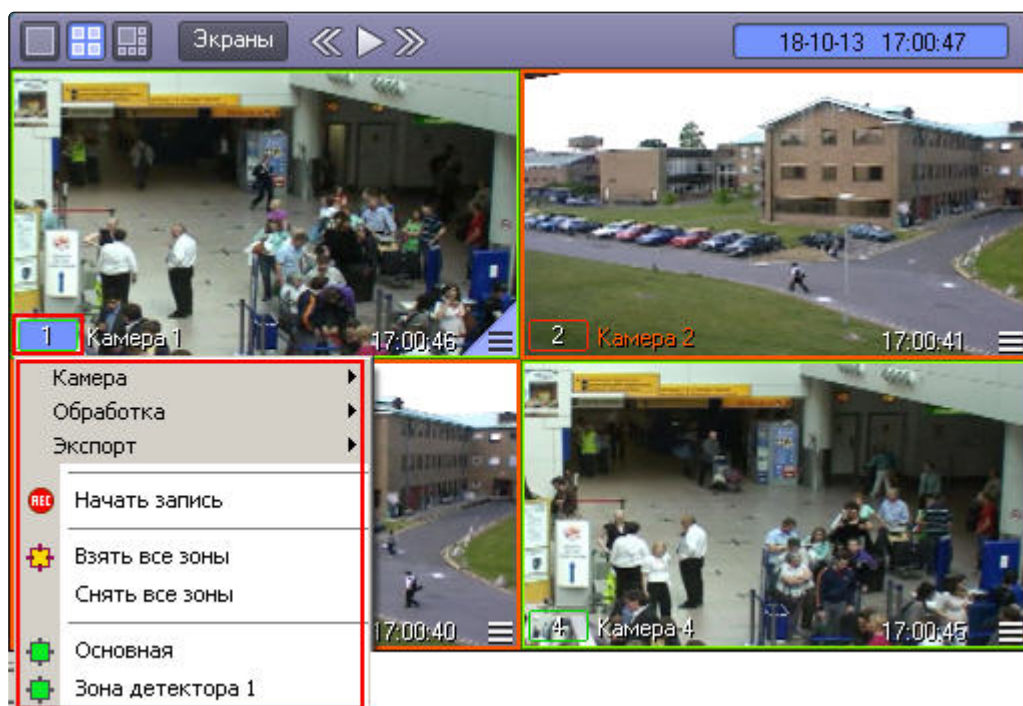 Экраны
18-10-13 17:00:47
1 Камера 1 17:00:46
2 Камера 2 17:00:41
Камера
Обработка
Экспорт
REC Начать запись
Взять все зоны
Снять все зоны
Основная
Зона детектора 1
17:00:40
4 Камера 4 17:00:45